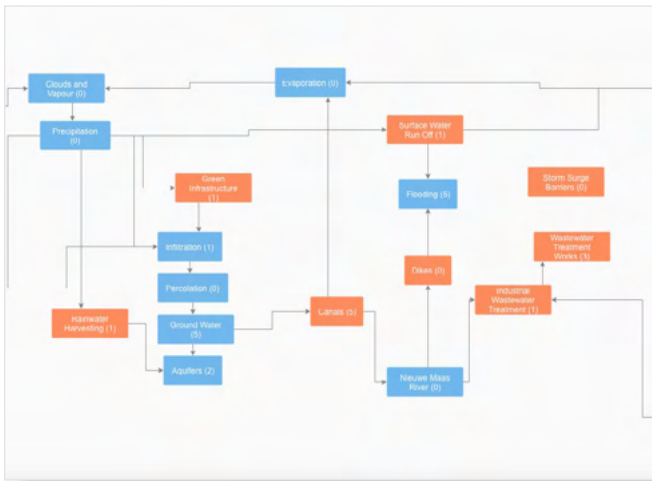 Clouds and
Vapour (0)
Evaporation (0)
Precipitation
(0)
Surface Water
Run Off (1)
Green
Infrastructure
(1)
Flooding (5)
Storm Surge
Barriers (0)
Infiltration (1)
Wastewater
Treatment
Works (3)
Dikes (0)
Percolation (0)
Industrial
Wastewater
Treatment (1)
Rainwater
Harvesting (1)
Ground Water
(5)
Canals (5)
Aquifers (2)
Nieuwe Maas
River (0)